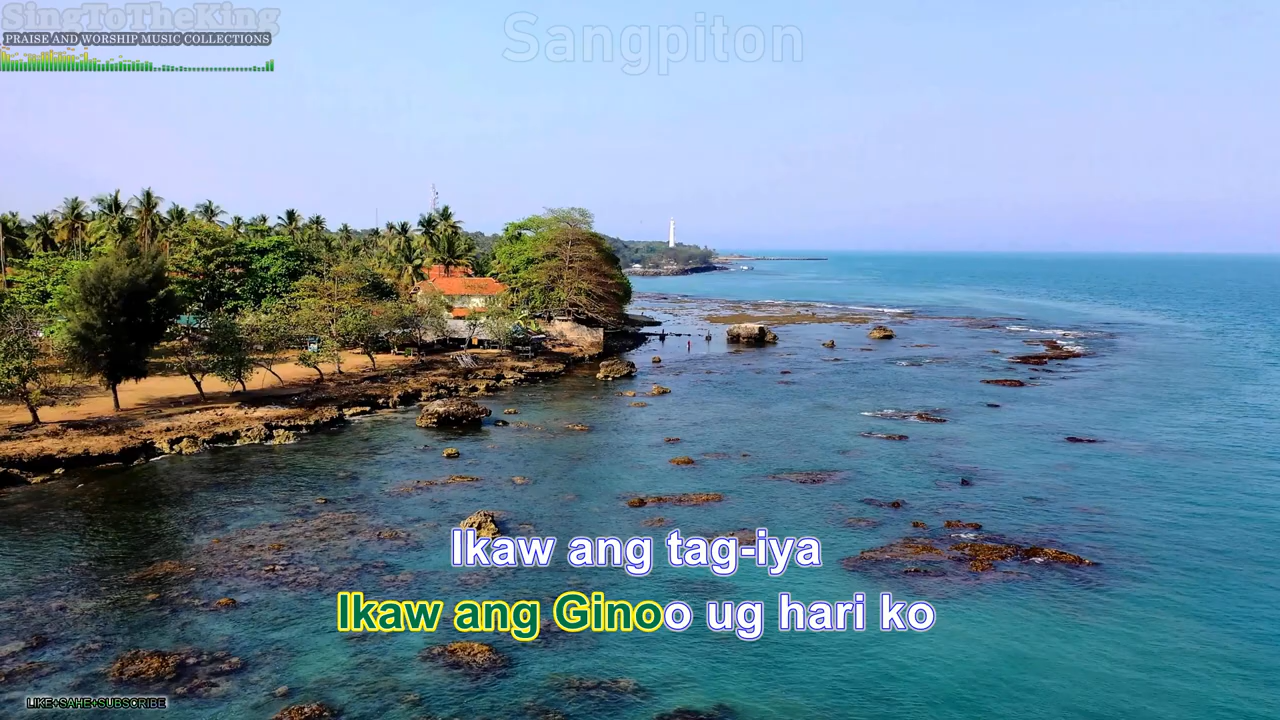 SingToTheKing
PRAISE AND WORSHIP MUSIC COLLECTIONS
Sangpiton
Ikaw ang tag-iya
Ikaw ang Ginoo ug hari ko
LIKE+SAHE+SUBSCRIBE